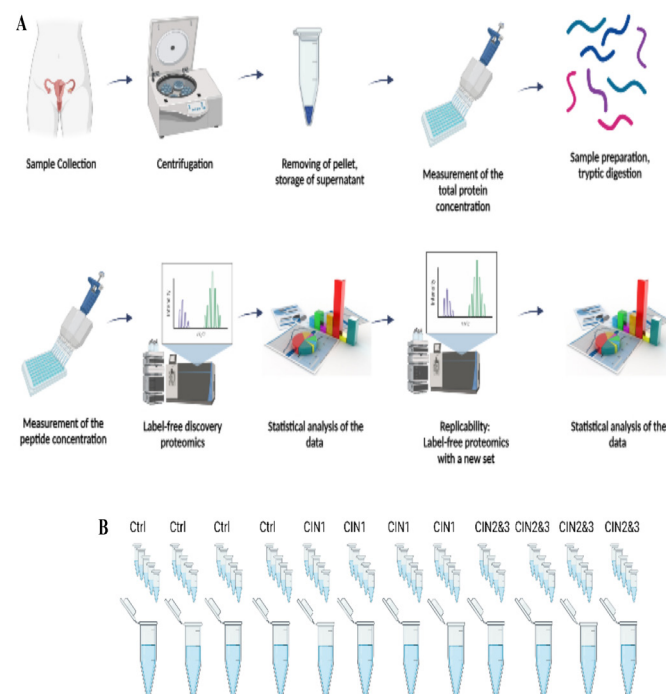 A
Sample Collection
Centrifugation
Removing of pellet,
storage of supernatant
Measurement of the
total protein
concentration
Sample preparation,
tryptic digestion
Measurement of the
peptide concentration
Intensity
m/z
Label-free discovery
proteomics
Statistical analysis of the
data
Intensity
Replicability:
Label-free proteomics
with a new set
Statistical analysis of the
data
B
Ctrl Ctrl Ctrl Ctrl CIN1 CIN1 CIN1 CIN1 CIN2&3 CIN2&3 CIN2&3 CIN2&3